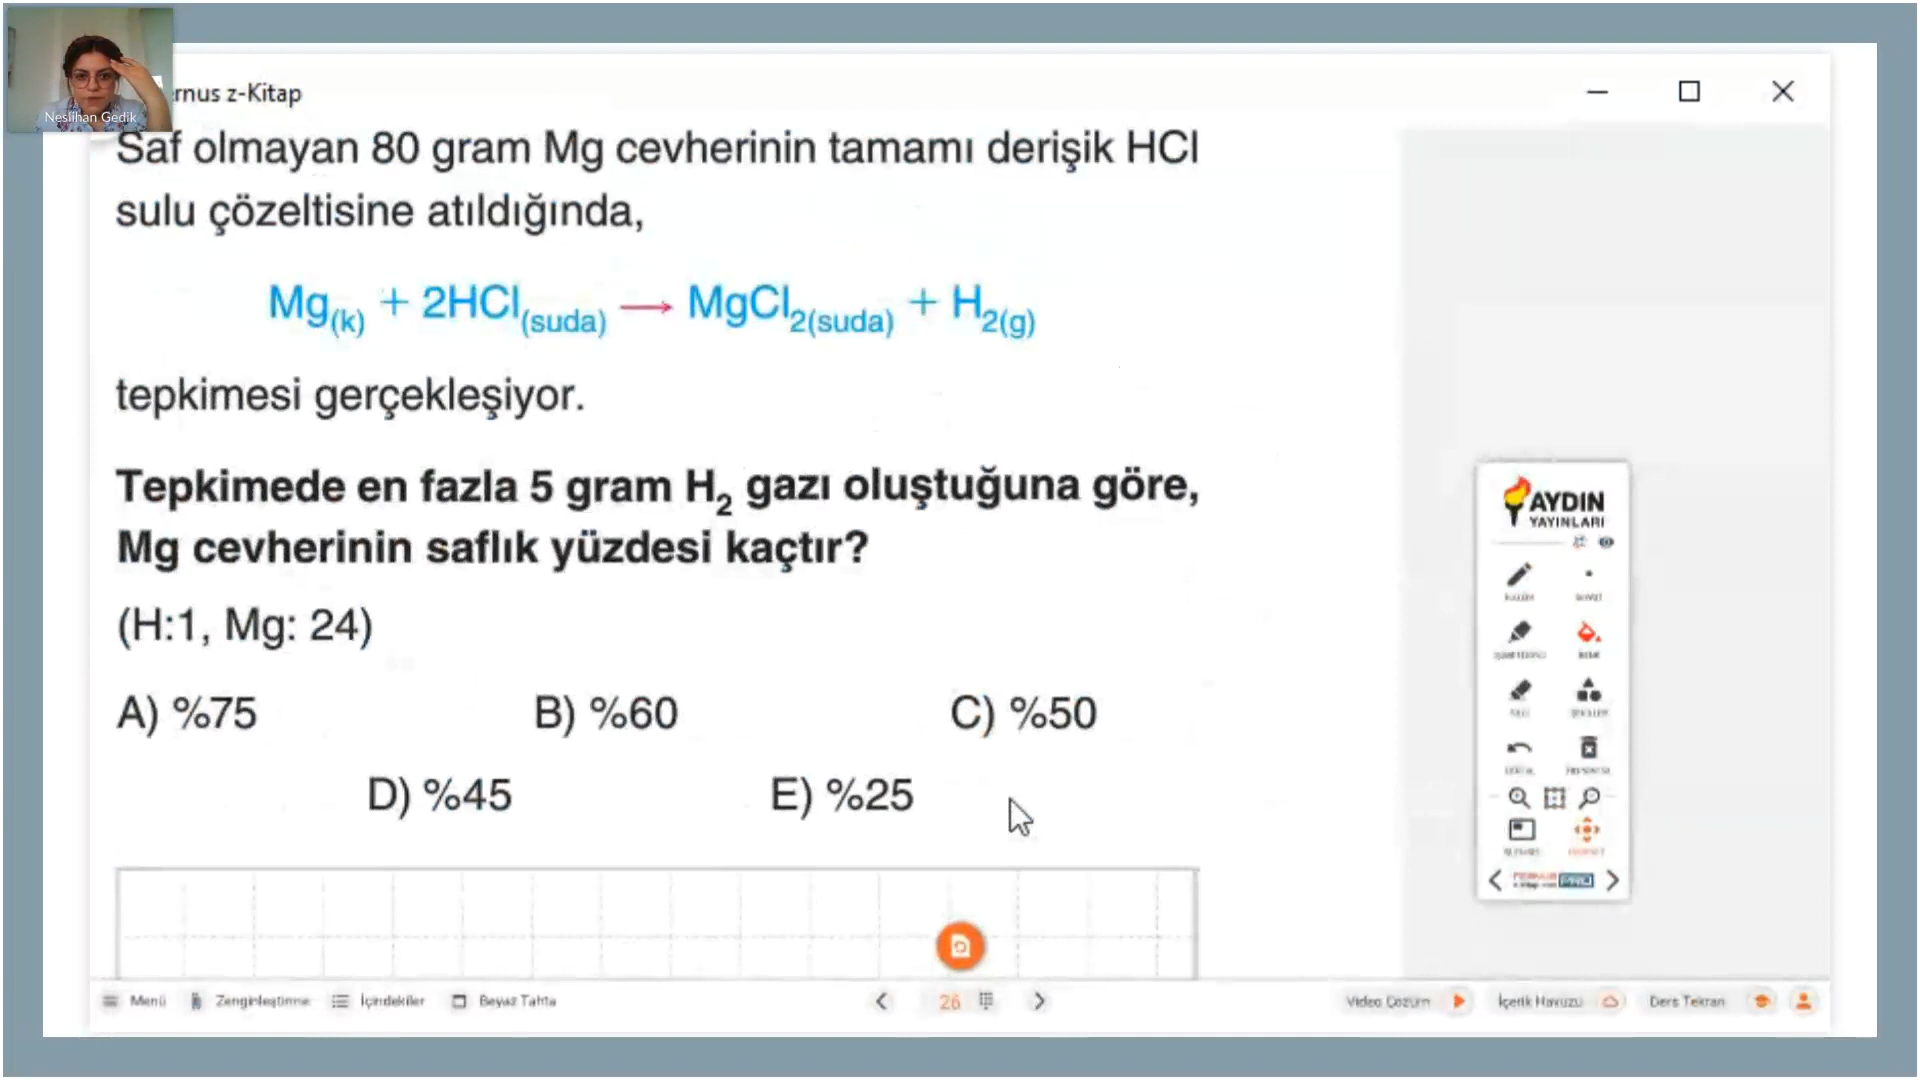 Neslihan Gedik
rnus z-Kitap
Saf olmayan 80 gram Mg cevherinin tamamı derişik HCl
sulu çözeltisine atıldığında,
Mg(k) + 2HCl(suda) → MgCl2(suda) + H2(g)
tepkimesi gerçekleşiyor.
Tepkimede en fazla 5 gram H2 gazı oluştuğuna göre,
Mg cevherinin saflık yüzdesi kaçtır?
(H:1, Mg: 24)
A) %75 B) %60 C) %50
D) %45 E) %25
AYDIN
YAYINLARI
PRO
Menü Zenginleştirme İçindekiler Beyaz Tahta 26 Video Çözüm İçerik Havuzu Ders Tekrarı